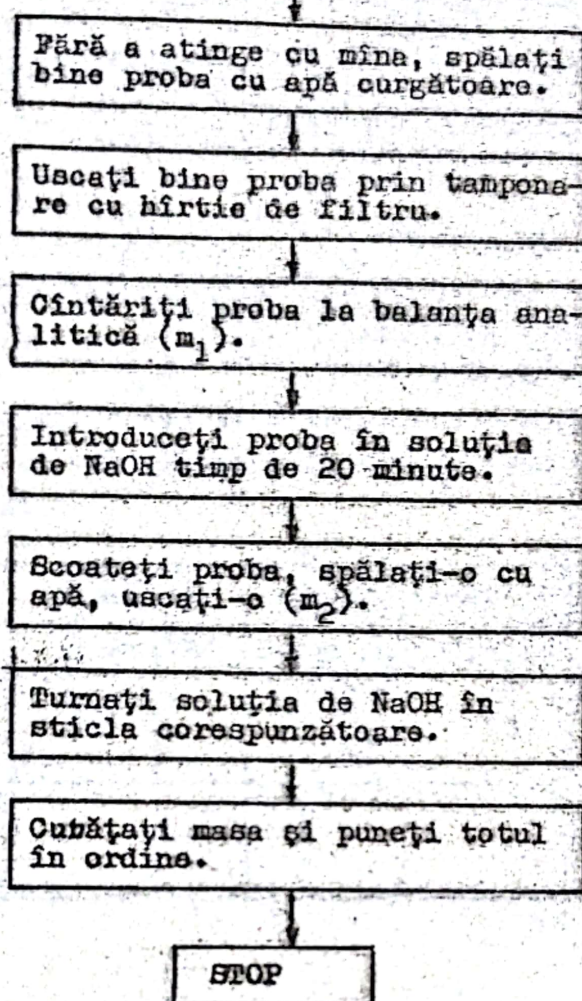 Fără a atinge cu mîna, spălați
bine proba cu apă curgătoare.
Uscați bine proba prin tampona-
re cu hîrtie de filtru.
Cîntăriți proba la balanța ana-
litică (m₁).
Introduceți proba în soluția
de NaOH timp de 20 minute.
Scoateți proba, spălați-o cu
apă, uscați-o (m₂).
Turnați soluția de NaOH în
sticla corespunzătoare.
Curățați masa și puneți totul
în ordine.
STOP